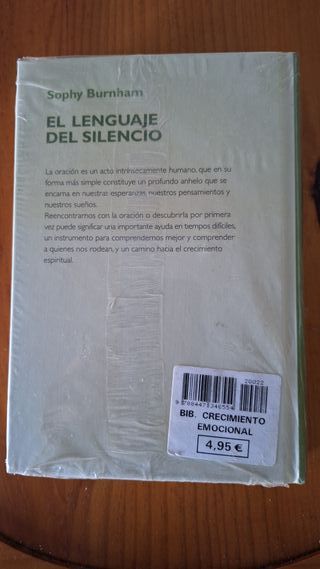 Sophy Burnham
EL LENGUAJE
DEL SILENCIO
La oración es un acto intrínsecamente humano, que en su
forma más simple constituye un profundo anhelo que se
encarna en nuestras esperanzas, nuestros pensamientos y
nuestros sueños.
Reencontrarnos con la oración o descubrirla por primera
vez puede significar una importante ayuda en tiempos difíciles,
un instrumento para comprendernos mejor y comprender
a quienes nos rodean, y un camino hacia el crecimiento
espiritual.
20022
9788447346554
BIB. CRECIMIENTO
EMOCIONAL
4,95 €